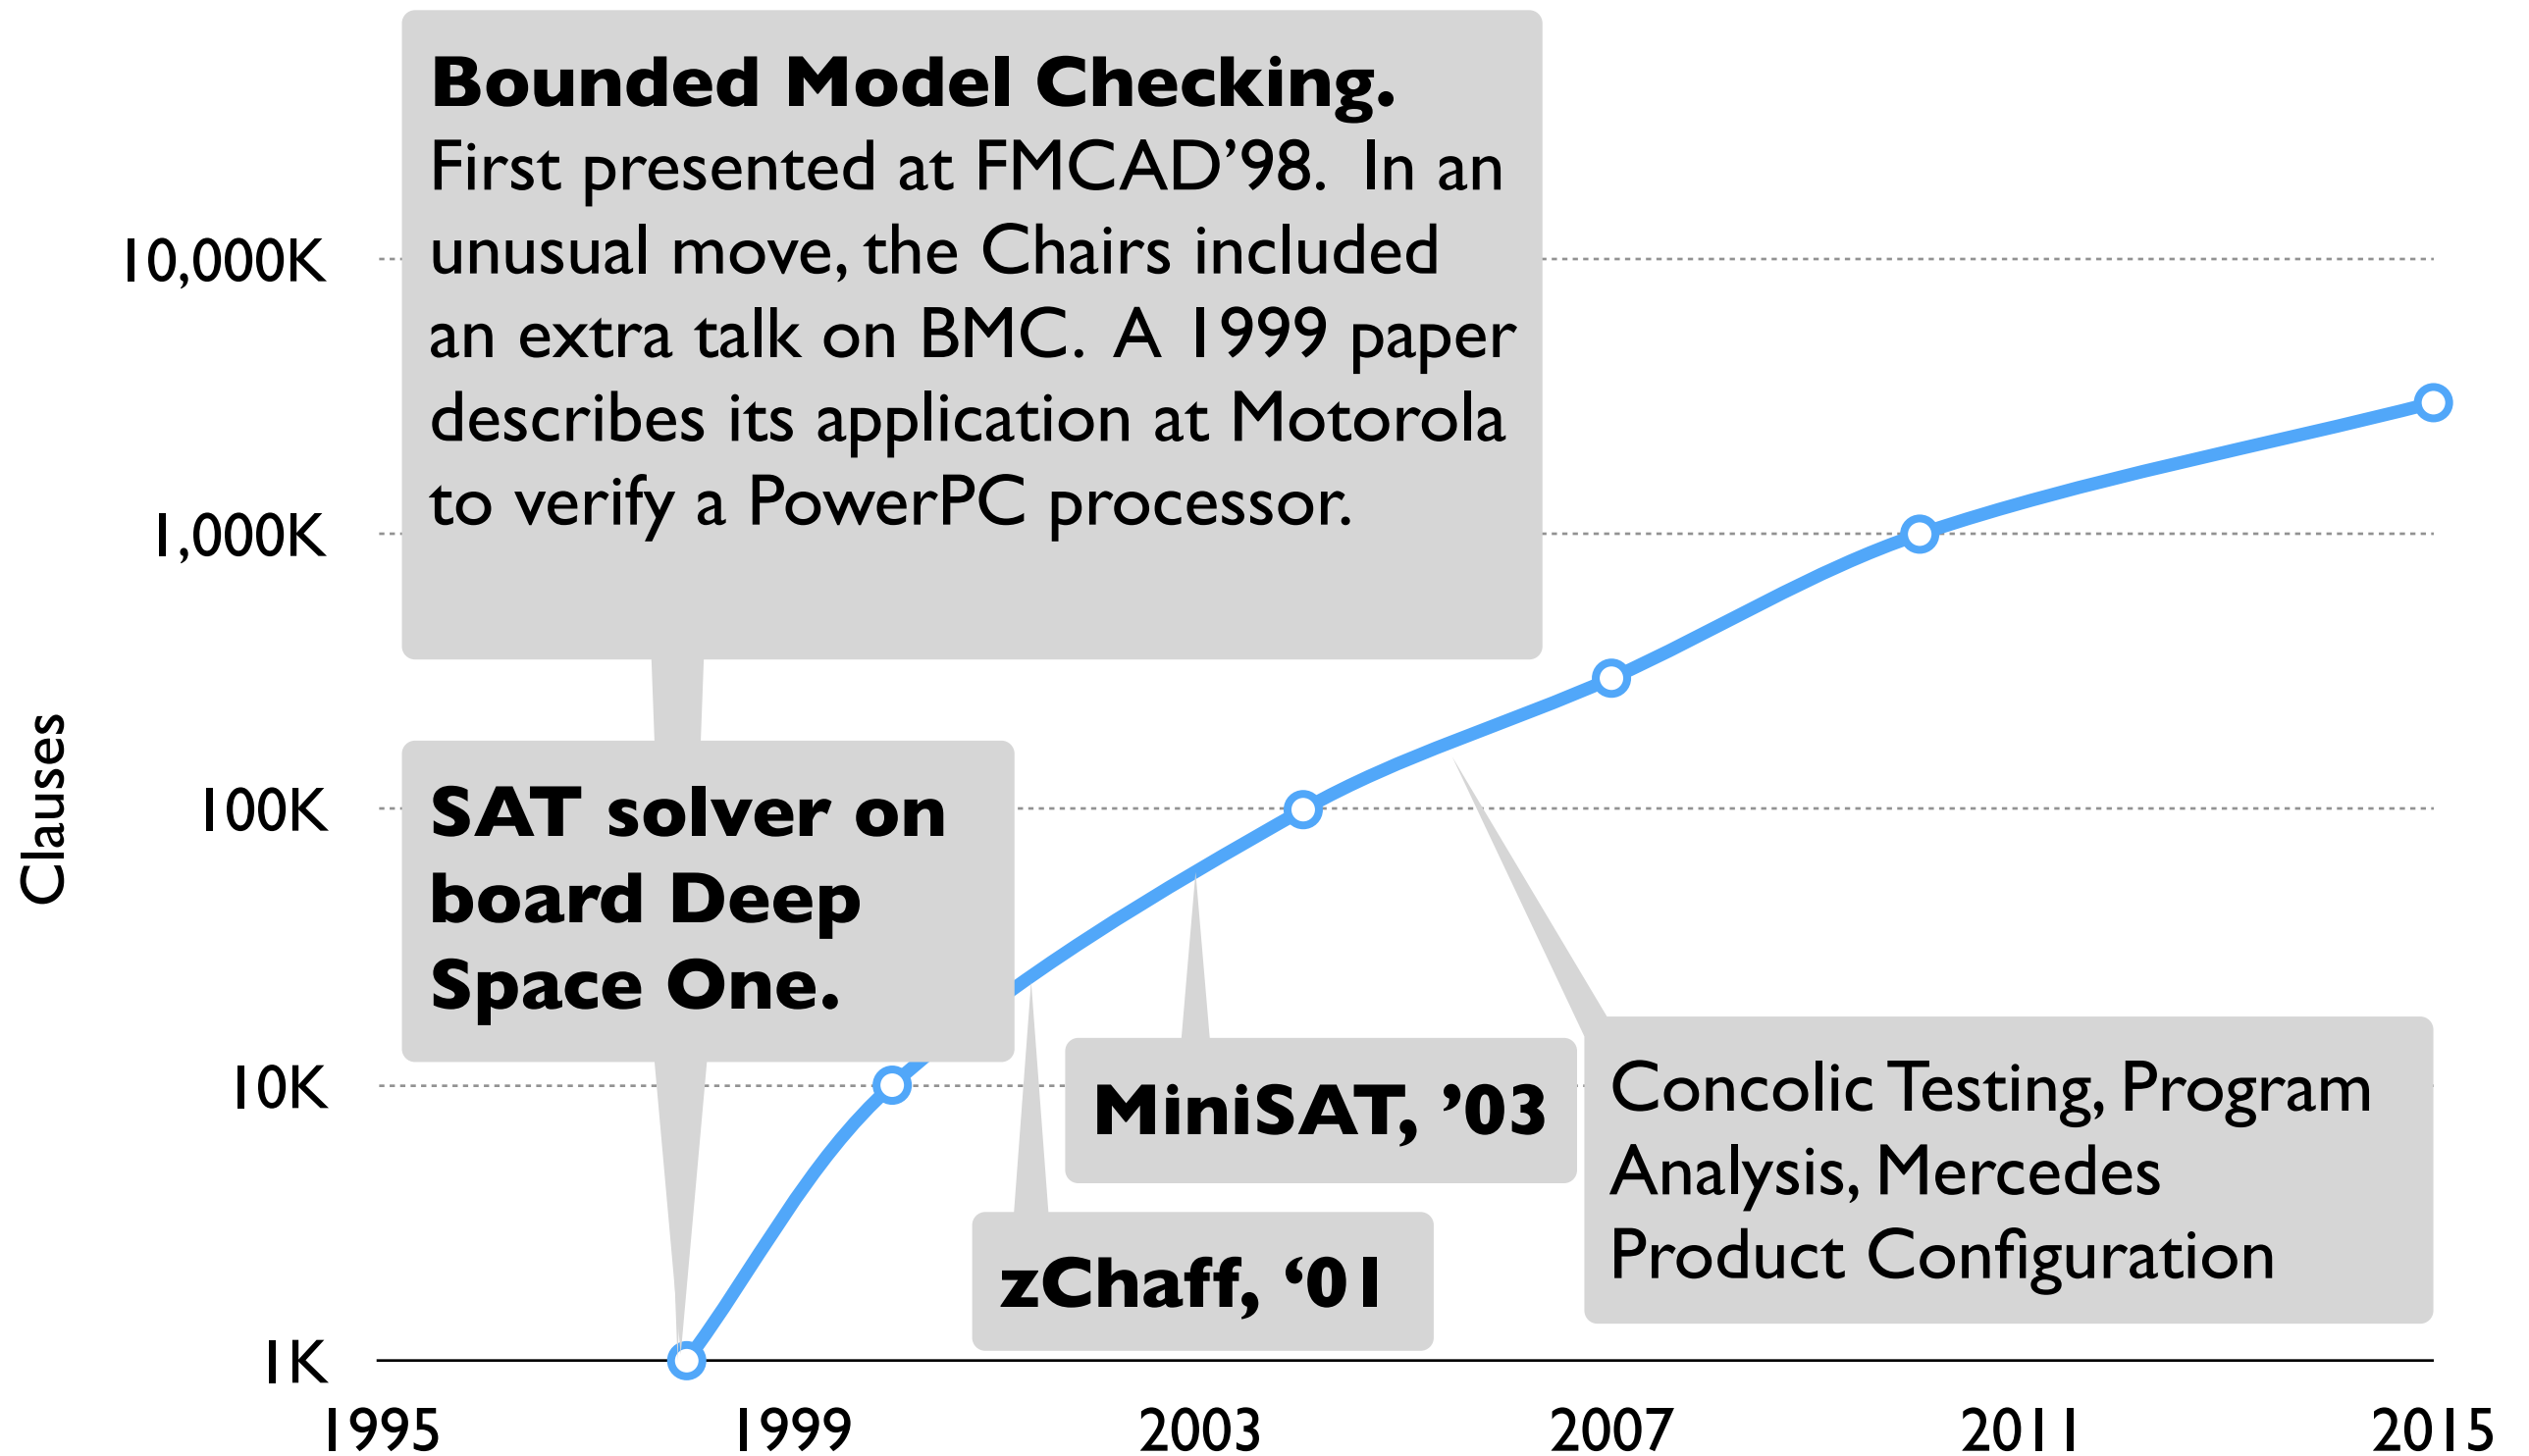 Bounded Model Checking.
First presented at FMCAD’98.  In an
unusual move, the Chairs included
an extra talk on BMC.  A 1999 paper
describes its application at Motorola
to verify a PowerPC processor.
10,000K
1,000K
100K
10K
1K
Clauses
SAT solver on
board Deep
Space One.
MiniSAT, ’03
zChaff, ‘01
Concolic Testing, Program
Analysis, Mercedes
Product Configuration
1995
1999
2003
2007
2011
2015